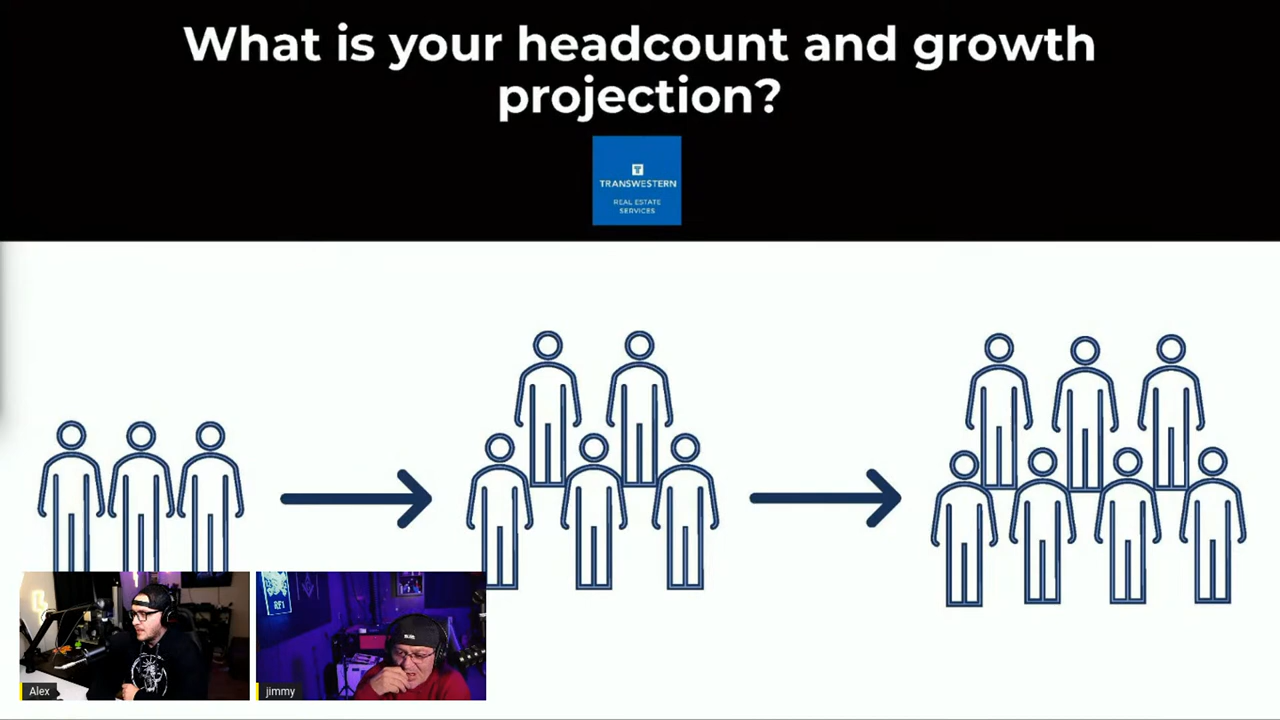 What is your headcount and growth
projection?
TRANSWESTERN
REAL ESTATE
SERVICES
Alex
jimmy